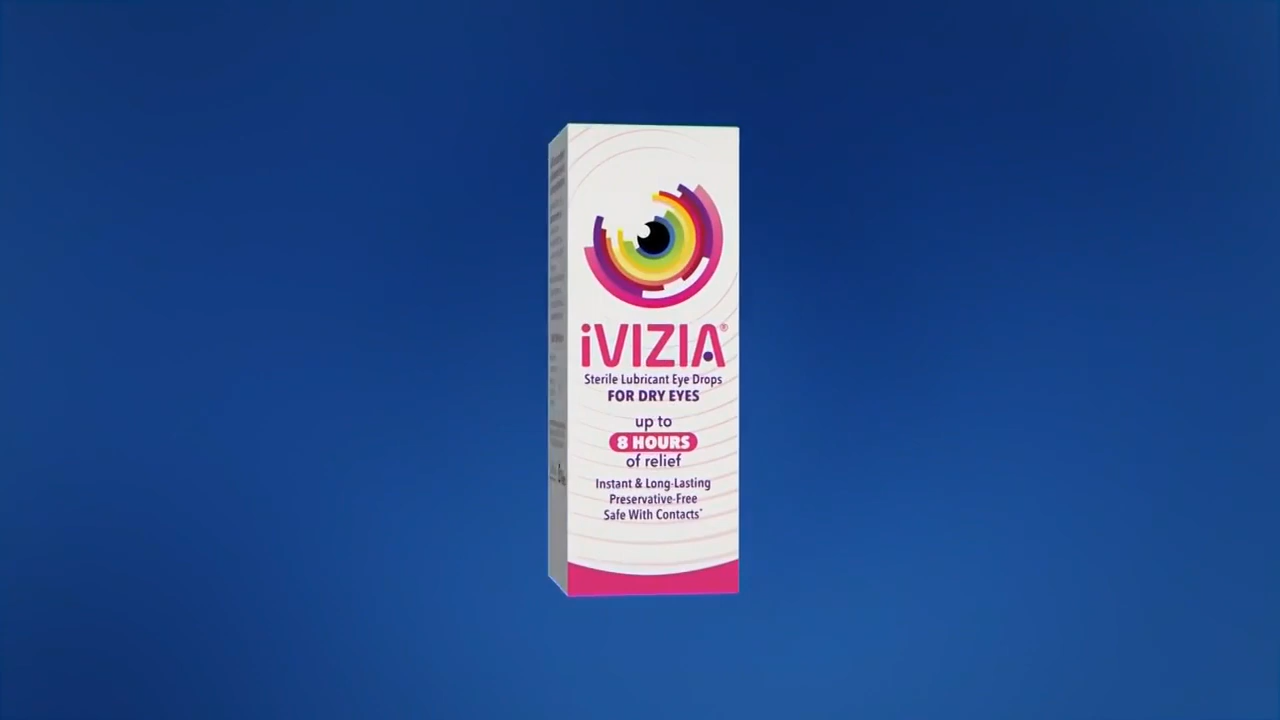 iVIZIA®
Sterile Lubricant Eye Drops
FOR DRY EYES
up to
8 HOURS
of relief
Instant & Long-Lasting
Preservative-Free
Safe With Contacts*